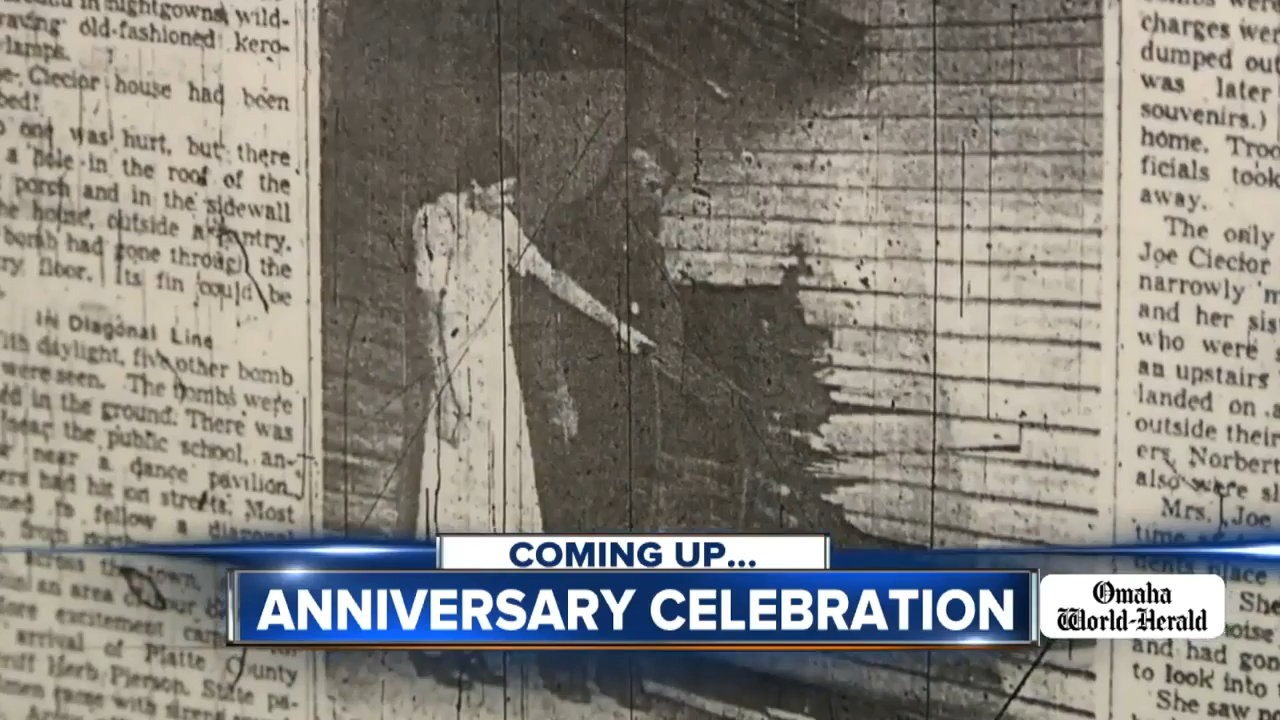 in nightgowns, wild-
old-fashioned kero-
lamps.
Ciecior house had been
one was hurt, but there
a hole in the roof of the
porch and in the sidewall
house, outside a pantry.
bomb had gone through the
floor. Its fin could be
In Diagonal Line
daylight, five other bomb
were seen. The bombs were
in the ground. There was
near the public school, an-
near a dance pavilion.
had hit on streets. Most
to follow a diagonal
from
across the town,
an area
excitement
arrival of Platte County
Herb Pierson. State pa-
came with sirens
were
charges were
dumped out
was later
souvenirs.)
home. Troo
ficials took
away.
The only
Joe Ciecior
narrowly
and her sis
who were
an upstairs
landed on
outside their
ers, Norbert
also were
Mrs. Joe
time
place
She
and had gon
to look into
She saw
COMING UP...
ANNIVERSARY CELEBRATION
Omaha
World-Herald